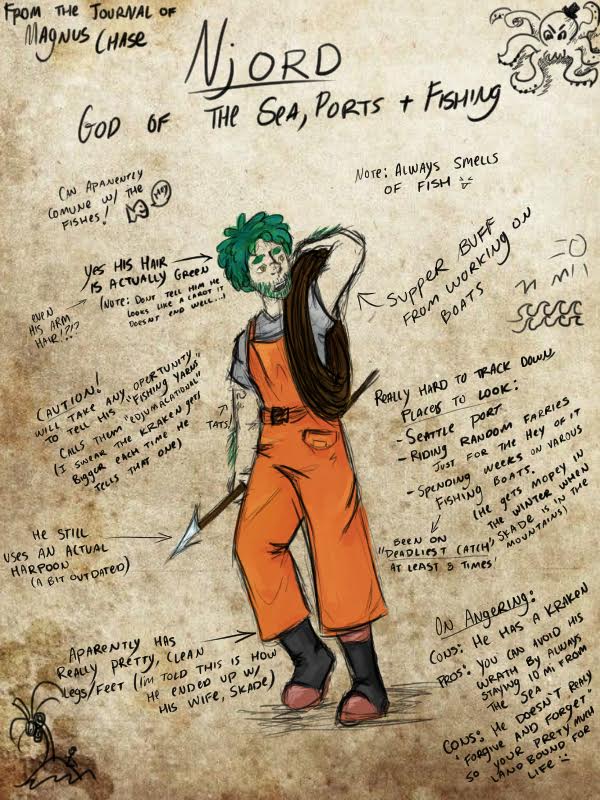 From the Journal of
Magnus Chase
Njord
God of the Sea, Ports + Fishing
Note: Always smells
of fish
Can Aparently
comune w/ the
fishes!
Hey
Yes his hair
is actually green
(Note: Dont tell him he
looks like a carot it
doesnt end well...)
Even
his arm
hair!?!?
Supper buff
from working on
boats
Caution!
Will take any oportunity
to tell his "fishing yarns"
Calls them "edjumacational"
(I swear the kraken gets
bigger each time he
tells that one)
Tats!
Really hard to track down
Places to look:
- Seattle Port
- Riding random farries
just for the hey of it
- Spending weeks on varous
fishing boats.
(He gets mopey in
the winter when
Skade is in the
mountains)
Been on
"Deadliest Catch"
at least 3 times
He still
uses an actual
harpoon
(a bit outdated)
Aparently has
really pretty, clean
legs/feet (I'm told this is how
he ended up w/
his wife, Skade)
On Angering:
Cons: He has a kraken
Pros: You can avoid his
wrath by always
staying 10 mi from
the sea.
Cons: He doesn't realy
"forgive and forget"
so your prety much
land bound for
life